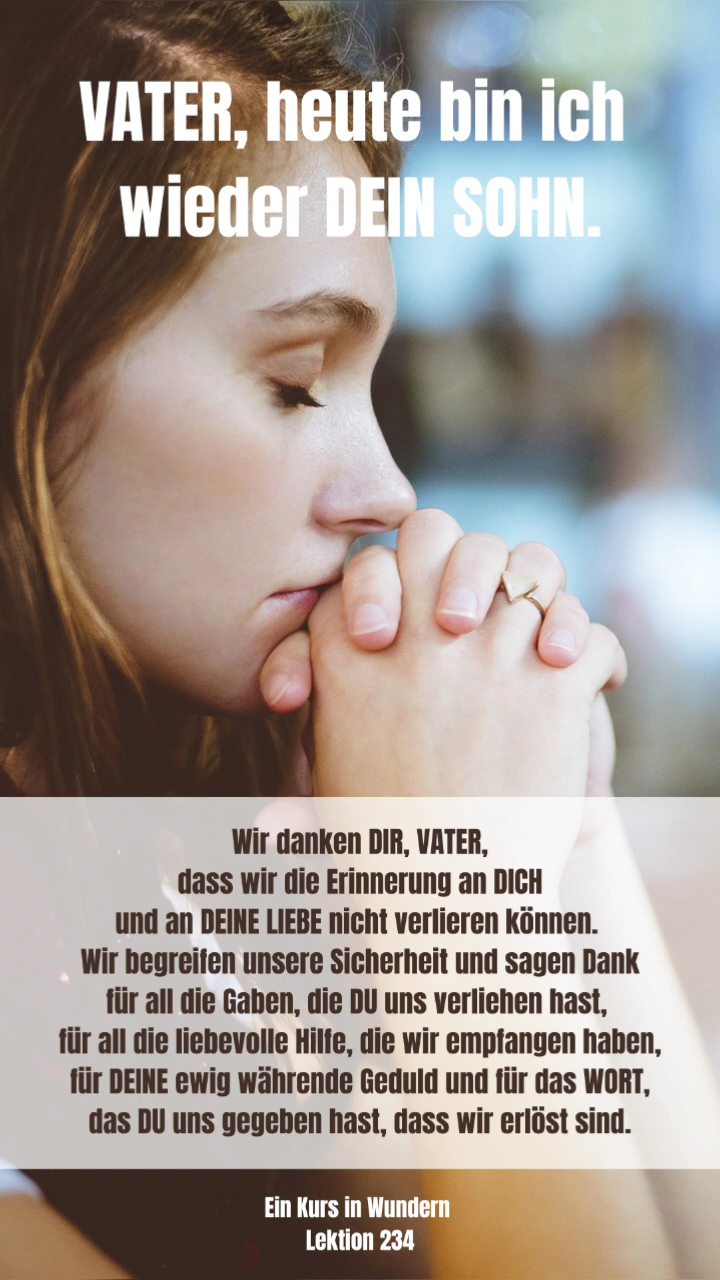 VATER, heute bin ich
wieder DEIN SOHN.
Wir danken DIR, VATER,
dass wir die Erinnerung an DICH
und an DEINE LIEBE nicht verlieren können.
Wir begreifen unsere Sicherheit und sagen Dank
für all die Gaben, die DU uns verliehen hast,
für all die liebevolle Hilfe, die wir empfangen haben,
für DEINE ewig währende Geduld und für das WORT,
das DU uns gegeben hast, dass wir erlöst sind.
Ein Kurs in Wundern
Lektion 234